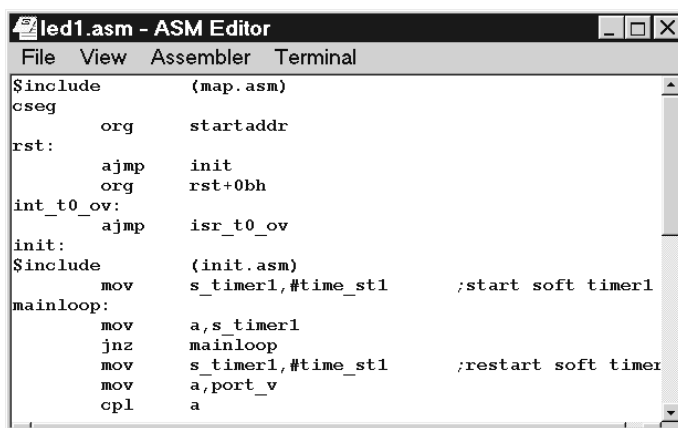 led1.asm - ASM Editor
File View Assembler Terminal
$include (map.asm)
cseg
org startaddr
rst:
ajmp init
org rst+0bh
int_t0_ov:
ajmp isr_t0_ov
init:
$include (init.asm)
mov s_timer1,#time_st1 ;start soft timer1
mainloop:
mov a,s_timer1
jnz mainloop
mov s_timer1,#time_st1 ;restart soft timer
mov a,port_v
cpl a